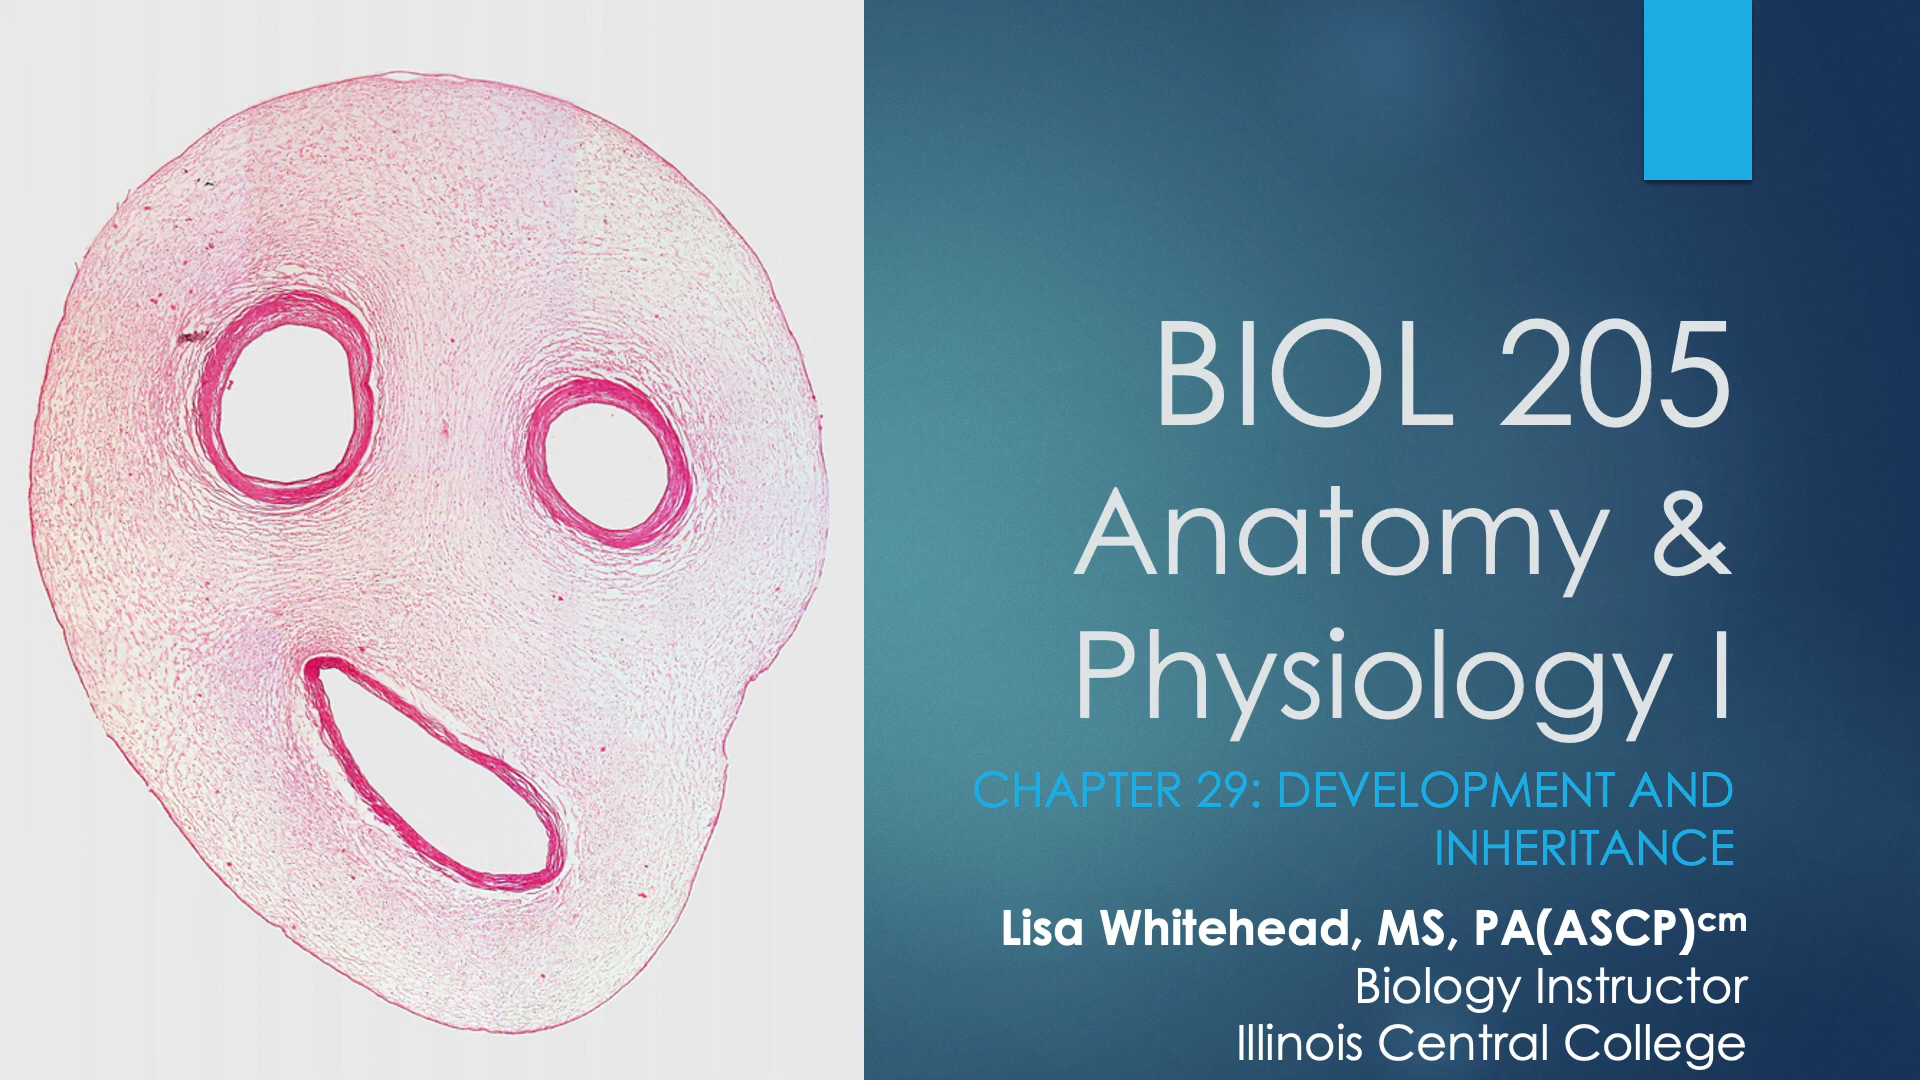 BIOL 205
Anatomy &
Physiology I
CHAPTER 29: DEVELOPMENT AND
INHERITANCE
Lisa Whitehead, MS, PA(ASCP)ᶜᵐ
Biology Instructor
Illinois Central College